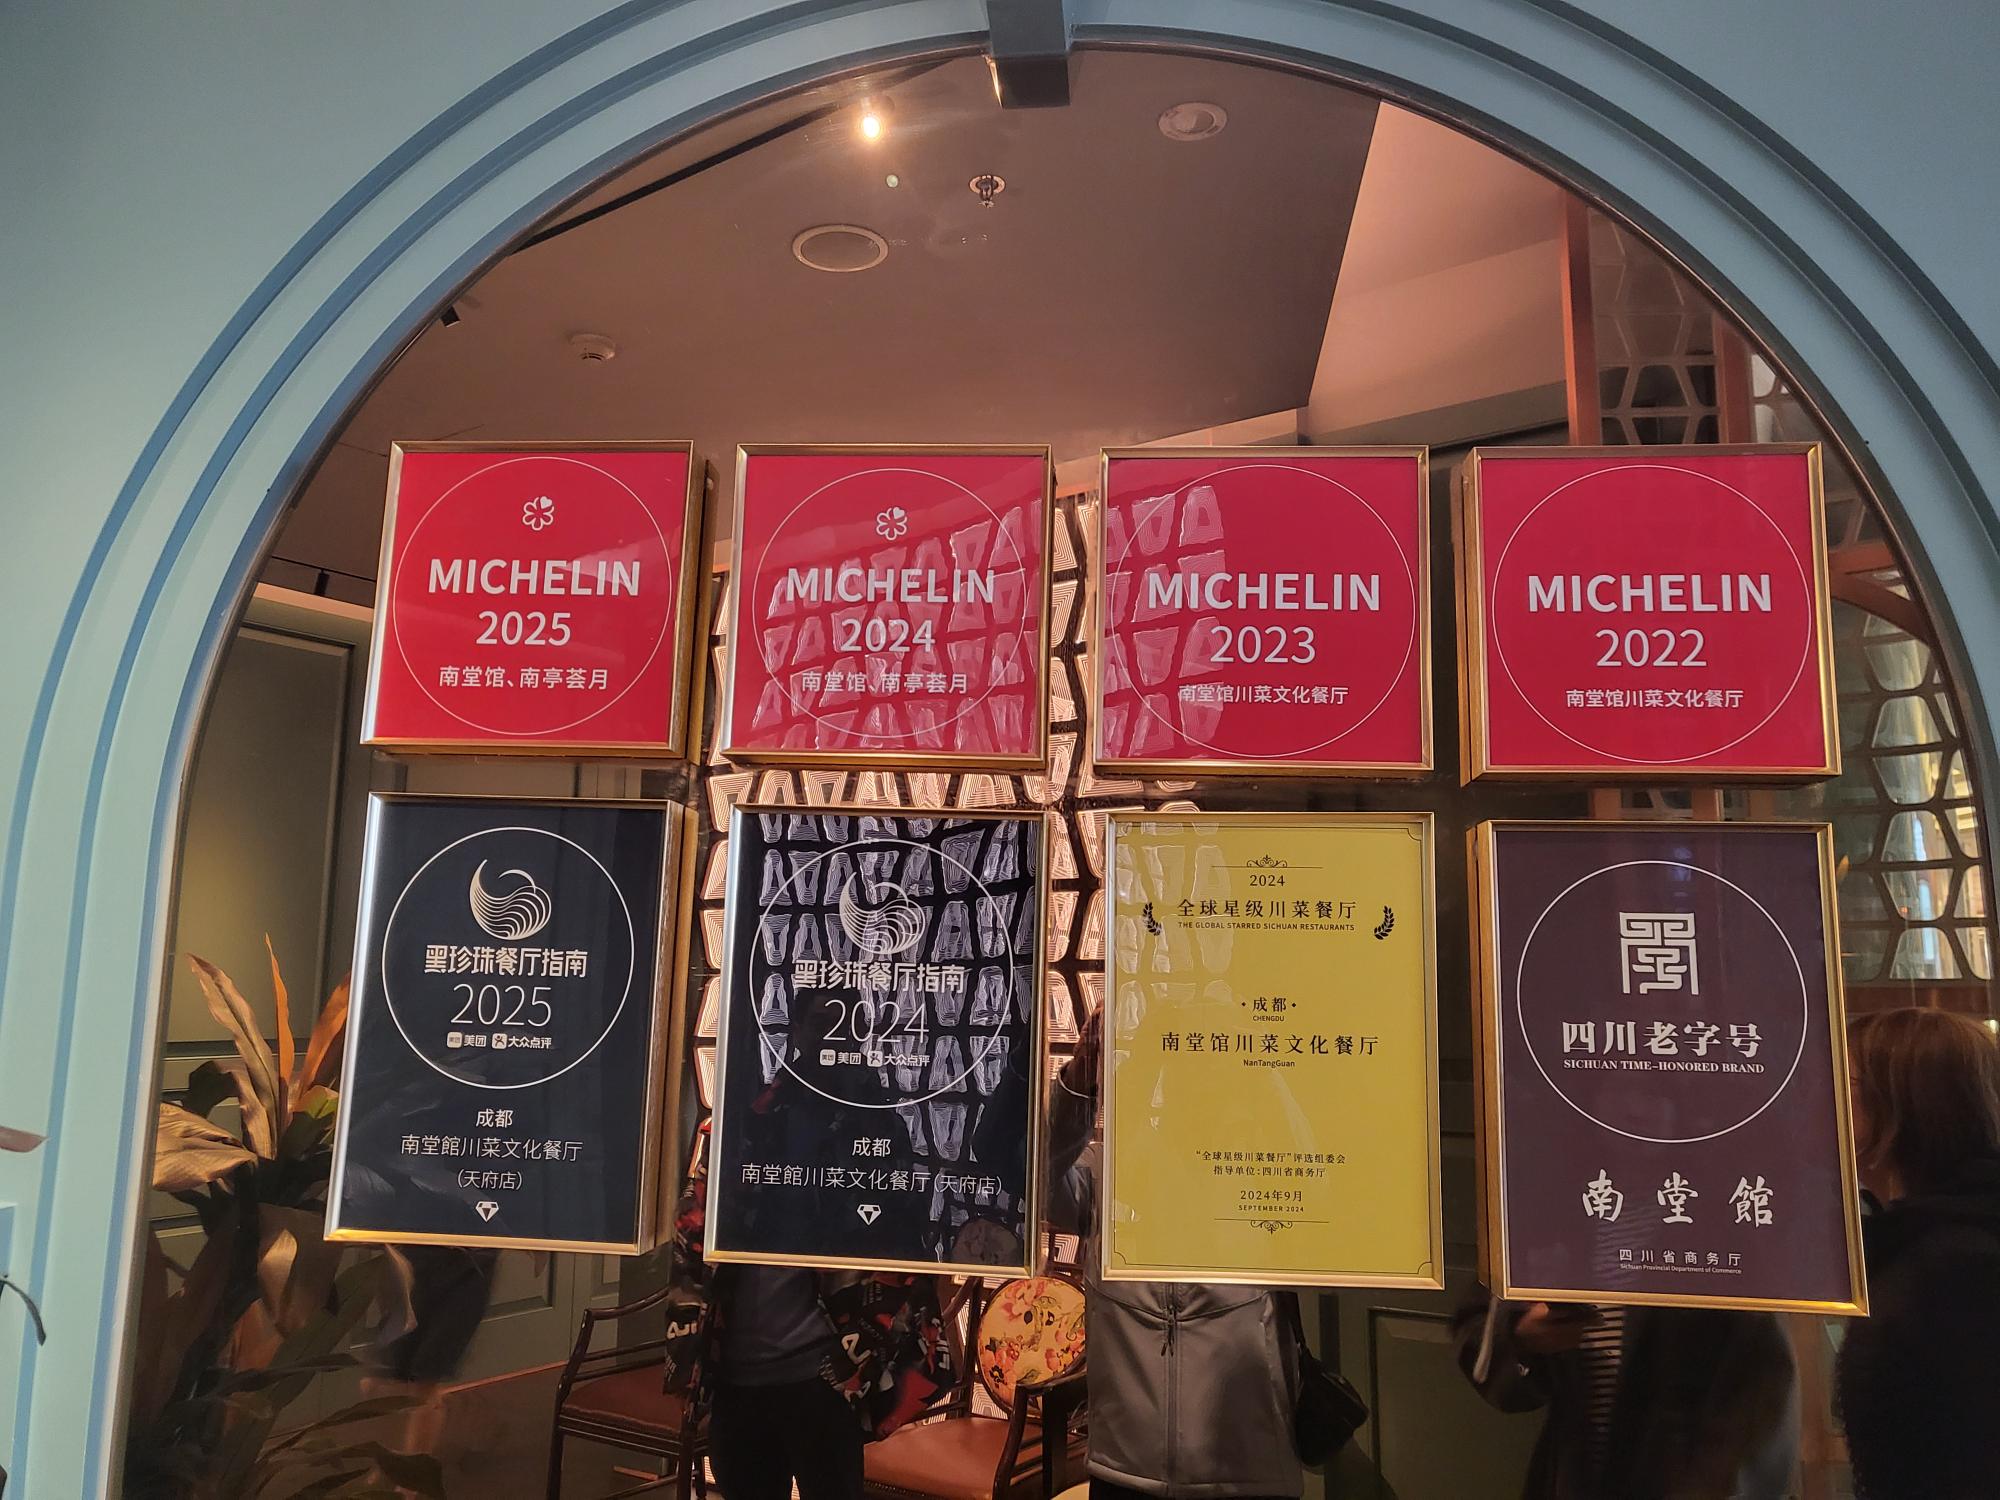 MICHELIN
2025
南堂馆、南亭荟月
MICHELIN
2024
南堂馆、南亭荟月
MICHELIN
2023
南堂馆川菜文化餐厅
MICHELIN
2022
南堂馆川菜文化餐厅
黑珍珠餐厅指南
2025
美团 美团 大众点评
成都
南堂館川菜文化餐厅
(天府店)
黑珍珠餐厅指南
2024
美团 美团 大众点评
成都
南堂館川菜文化餐厅(天府店)
2024
全球星级川菜餐厅
THE GLOBAL STARRED SICHUAN RESTAURANTS
·成都·
CHENGDU
南堂馆川菜文化餐厅
NanTangGuan
“全球星级川菜餐厅”评选组委会
指导单位:四川省商务厅
2024年9月
SEPTEMBER 2024
四川老字号
SICHUAN TIME-HONORED BRAND
南堂館
四川省商务厅
Sichuan Provincial Department of Commerce